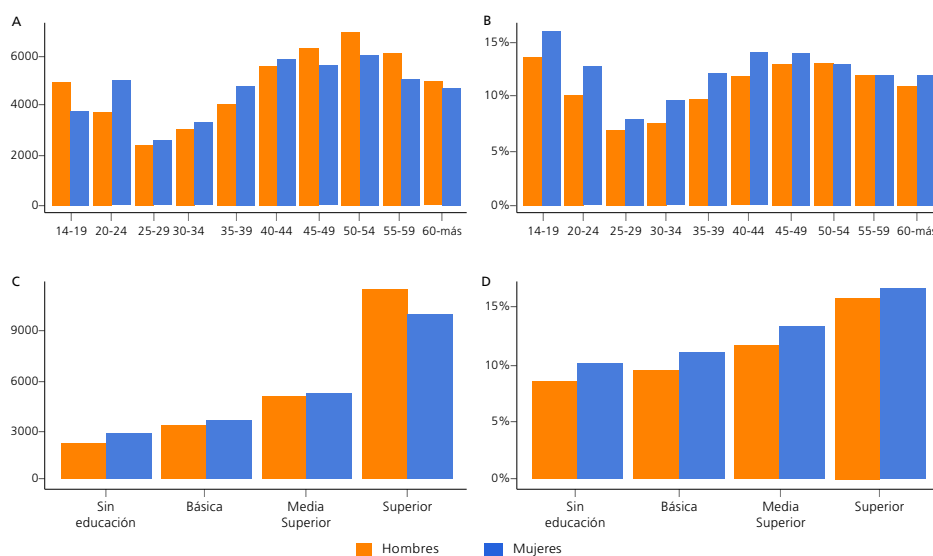 A
6000
4000
2000
0
14-19 20-24 25-29 30-34 35-39 40-44 45-49 50-54 55-59 60-más
B
15%
10%
5%
0%
14-19 20-24 25-29 30-34 35-39 40-44 45-49 50-54 55-59 60-más
C
9000
6000
3000
0
Sin educación
Básica
Media Superior
Superior
D
15%
10%
5%
0%
Sin educación
Básica
Media Superior
Superior
Hombres Mujeres